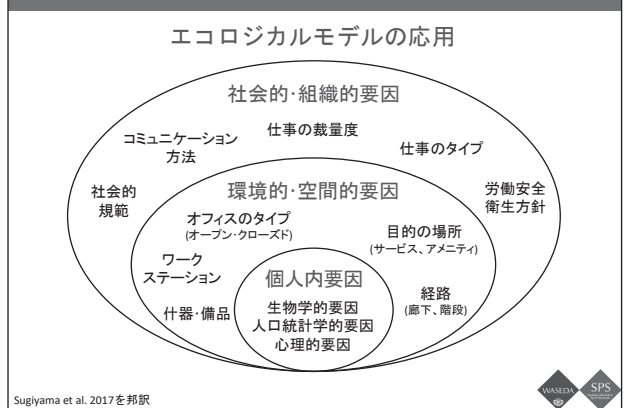 エコロジカルモデルの応用
社会的･組織的要因
コミュニケーション
方法
仕事の裁量度
仕事のタイプ
社会的
規範
労働安全
衛生方針
環境的･空間的要因
オフィスのタイプ
(オープン･クローズド)
目的の場所
(サービス、アメニティ)
ワーク
ステーション
什器･備品
経路
(廊下、階段)
個人内要因
生物学的要因
人口統計学的要因
心理的要因
Sugiyama et al. 2017を邦訳
WASEDA
SPS